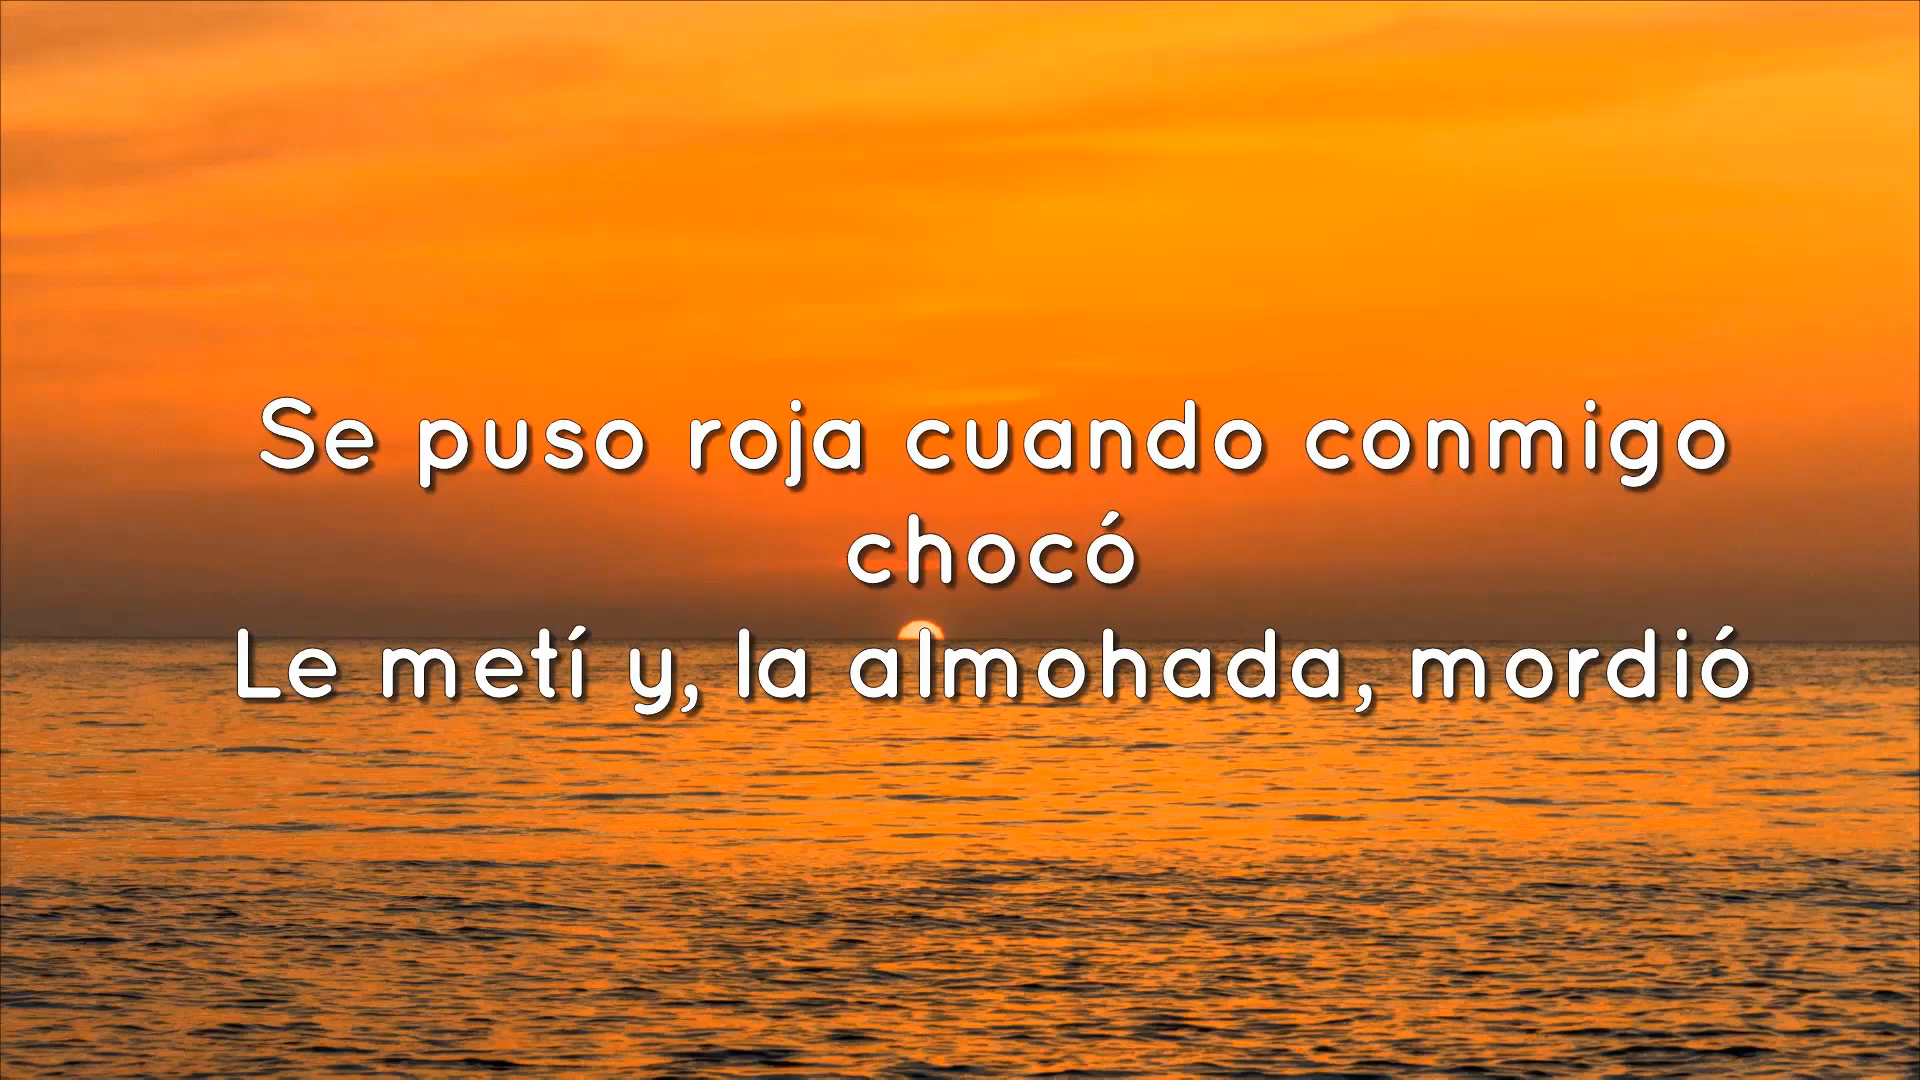 Se puso roja cuando conmigo
chocó
Le metí y, la almohada, mordió